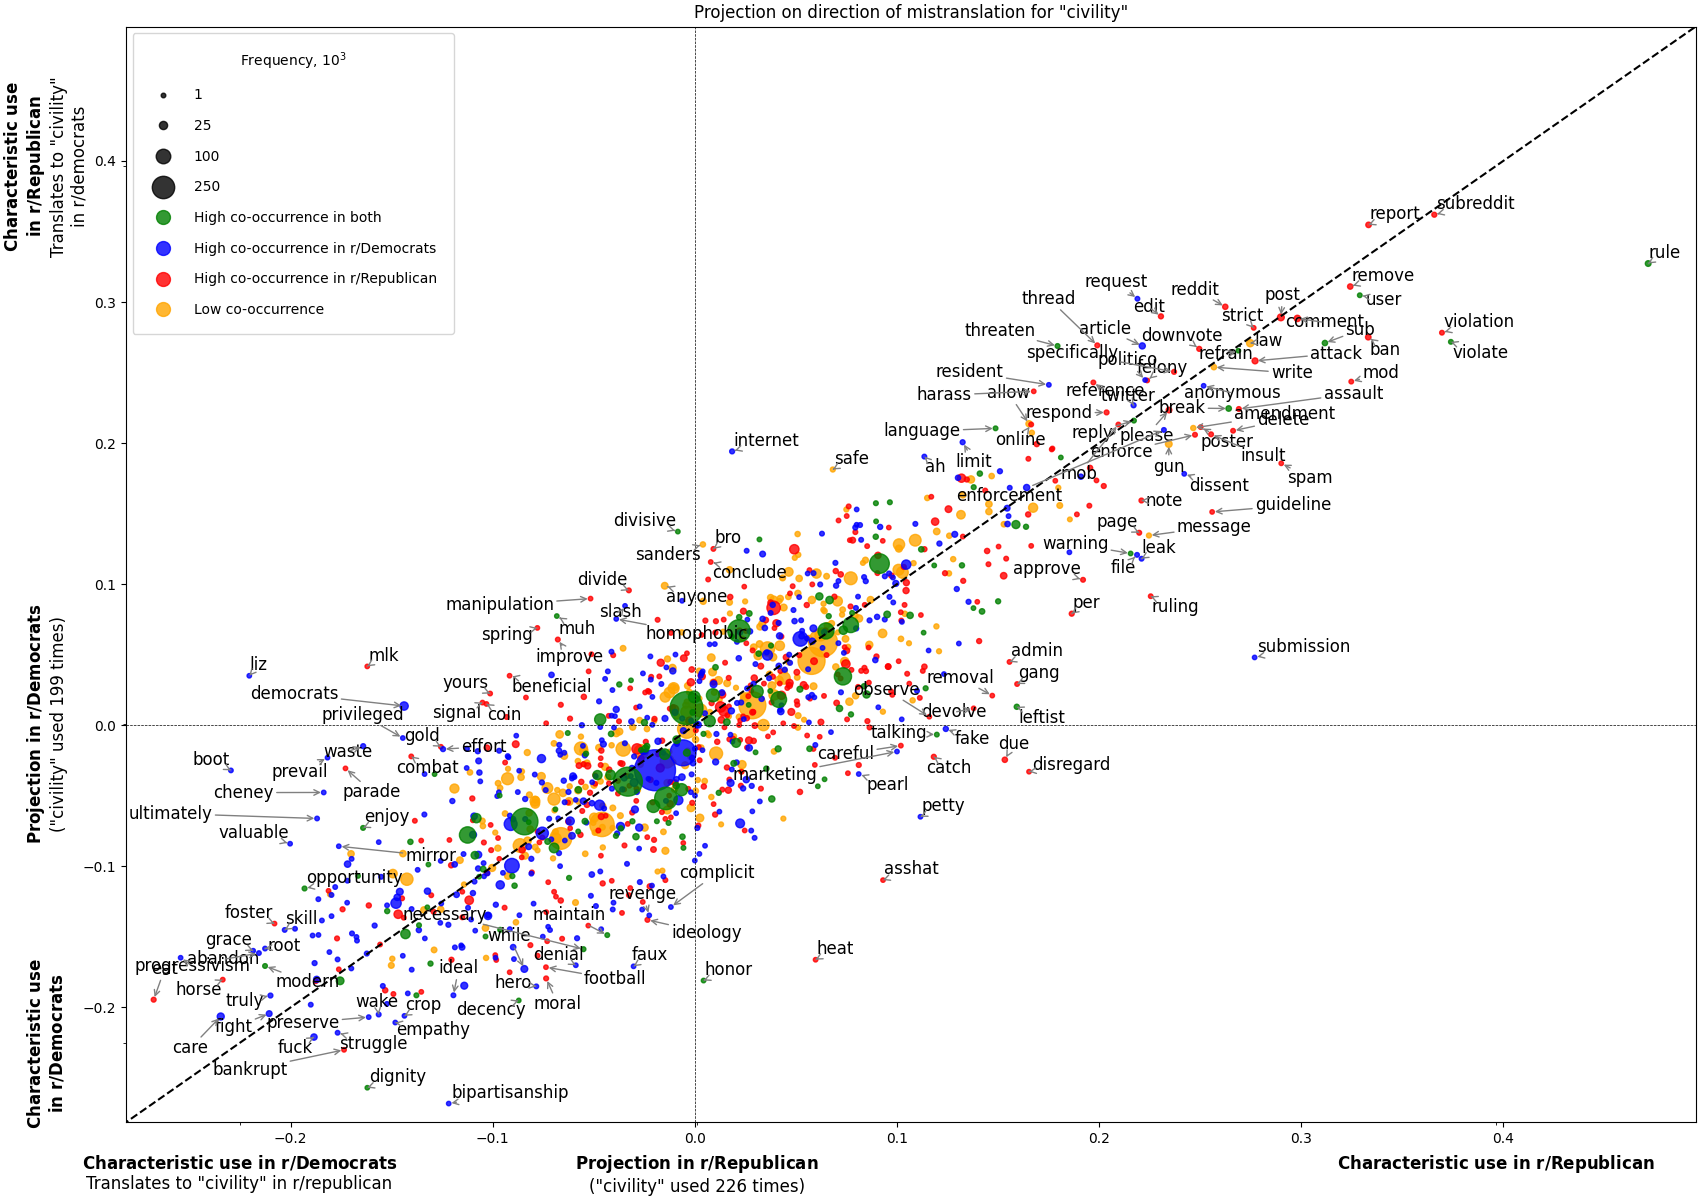 Projection on direction of mistranslation for "civility"
Frequency, 10³
1
25
100
250
High co-occurrence in both
High co-occurrence in r/Democrats
High co-occurrence in r/Republican
Low co-occurrence
Characteristic use
in r/Republican
Translates to "civility"
in r/democrats
Projection in r/Democrats
("civility" used 199 times)
Characteristic use
in r/Democrats
0.4
0.3
0.2
0.1
0.0
−0.1
−0.2
subreddit
report
rule
remove
user
request
reddit
post
thread
edit
strict
comment
sub
violation
threaten
article
downvote
law
ban
violate
specifically
politico
refrain
attack
felony
write
mod
resident
harass
allow
reference
twitter
anonymous
assault
break
amendment
delete
respond
language
online
reply
please
poster
insult
internet
safe
ah
limit
mob
enforce
gun
spam
dissent
enforcement
note
guideline
page
message
divisive
bro
sanders
warning
leak
file
conclude
approve
divide
anyone
manipulation
slash
per
ruling
spring
muh
homophobic
improve
submission
liz
mlk
admin
gang
democrats
yours
beneficial
observe
removal
privileged
signal
coin
devolve
leftist
gold
effort
talking
fake
boot
waste
careful
due
prevail
combat
marketing
catch
disregard
cheney
parade
pearl
ultimately
enjoy
petty
valuable
mirror
complicit
asshat
opportunity
revenge
foster
skill
necessary
maintain
ideology
grace
root
while
abandon
denial
faux
heat
progressivism
eat
modern
ideal
football
honor
horse
hero
truly
moral
wake
crop
decency
fight
preserve
empathy
care
fuck
struggle
bankrupt
dignity
bipartisanship
−0.2
−0.1
0.0
0.1
0.2
0.3
0.4
Characteristic use in r/Democrats
Translates to "civility" in r/republican
Projection in r/Republican
("civility" used 226 times)
Characteristic use in r/Republican